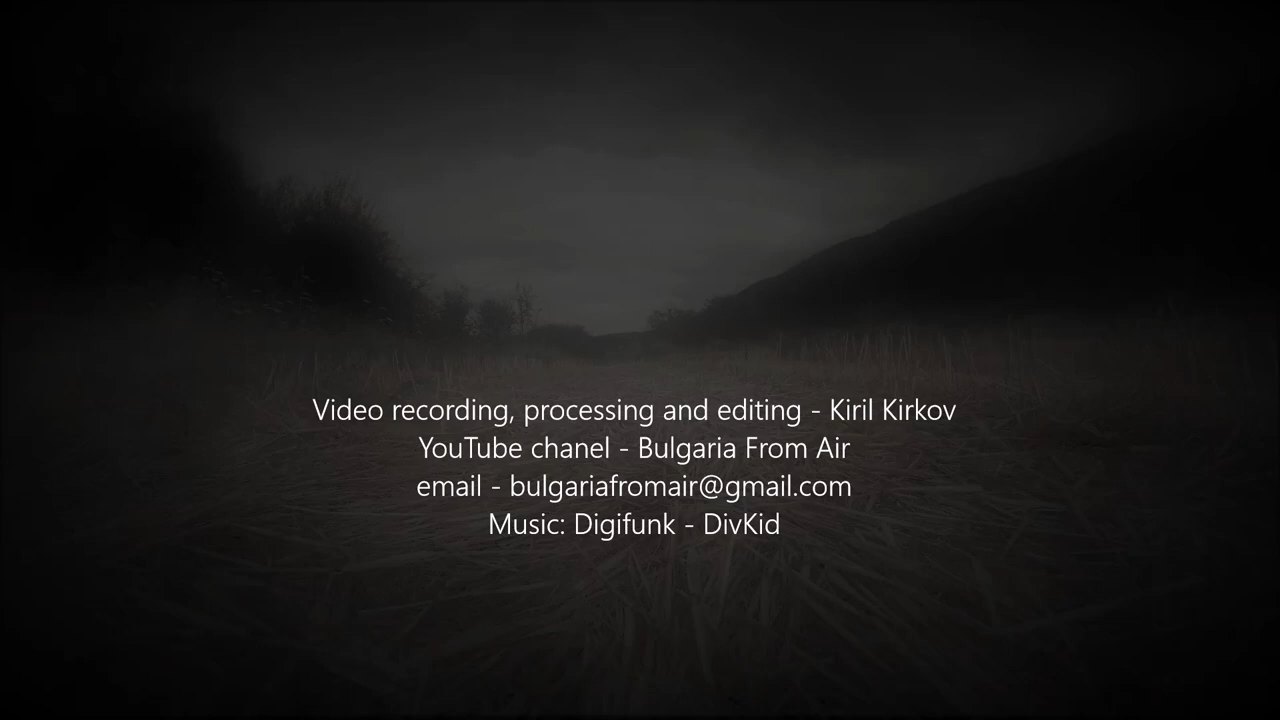 Video recording, processing and editing - Kiril Kirkov
YouTube chanel - Bulgaria From Air
email - bulgariafromair@gmail.com
Music: Digifunk - DivKid